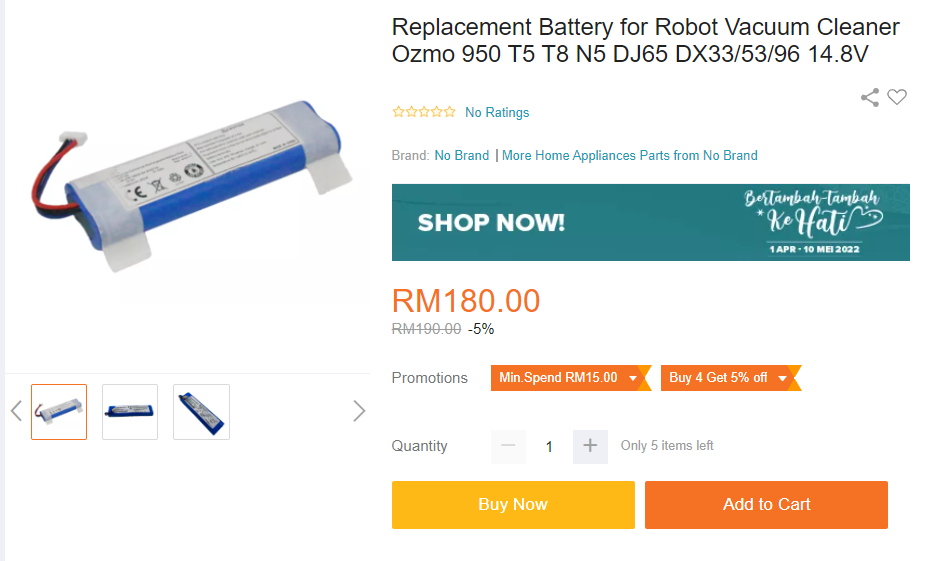 Replacement Battery for Robot Vacuum Cleaner
Ozmo 950 T5 T8 N5 DJ65 DX33/53/96 14.8V
No Ratings
Brand: No Brand | More Home Appliances Parts from No Brand
SHOP NOW!
Bertambah-tambah
Ke Hati
1 APR - 10 MEI 2022
RM180.00
RM190.00 -5%
Promotions
Min.Spend RM15.00
Buy 4 Get 5% off
Quantity
1
Only 5 items left
Buy Now
Add to Cart